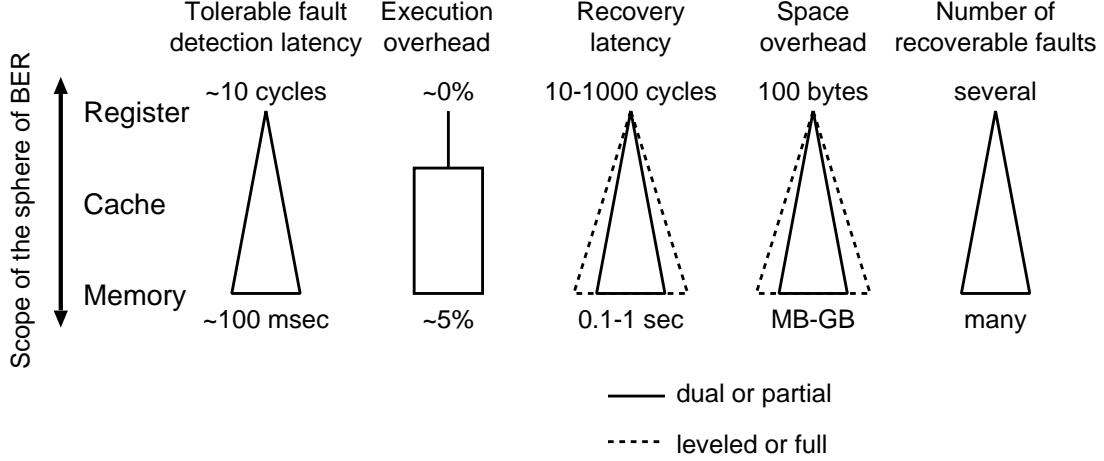 Tolerable fault
detection latency
Execution
overhead
Recovery
latency
Space
overhead
Number of
recoverable faults
Scope of the sphere of BER
Register
Cache
Memory
~10 cycles
~0%
10-1000 cycles
100 bytes
several
~100 msec
~5%
0.1-1 sec
MB-GB
many
dual or partial
leveled or full